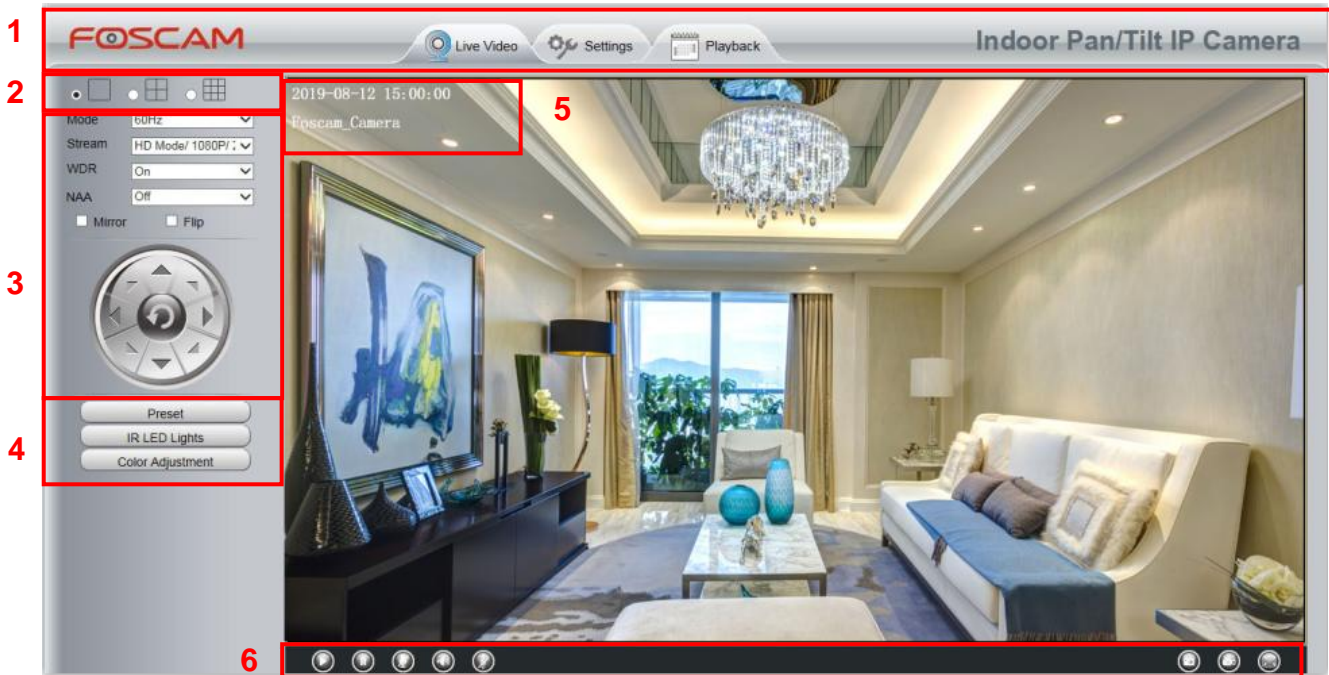 1
FOSCAM
Live Video
Settings
Playback
Indoor Pan/Tilt IP Camera
2
2019-08-12 15:00:00
Foscam_Camera
5
Mode 60Hz
Stream HD Mode/ 1080P/
WDR On
NAA Off
Mirror Flip
3
4
Preset
IR LED Lights
Color Adjustment
6